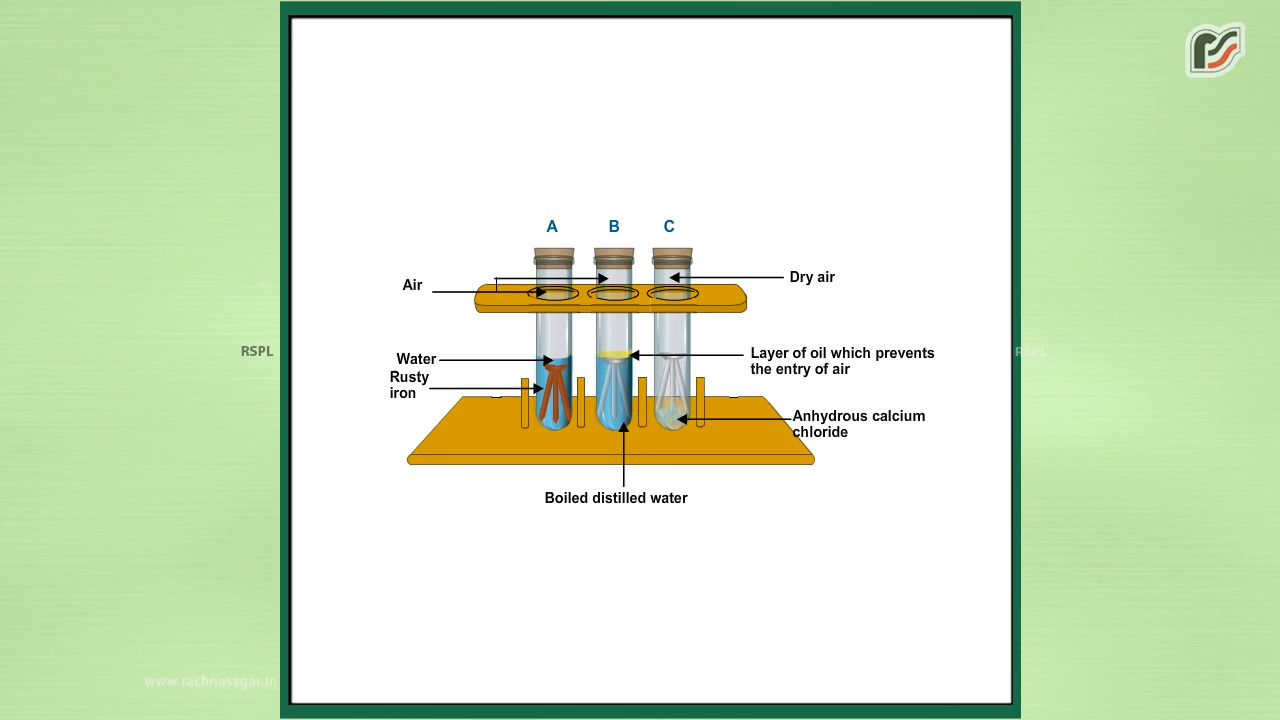 A B C
Air
Dry air
Water
Rusty
iron
Layer of oil which prevents
the entry of air
Anhydrous calcium
chloride
Boiled distilled water
RSPL
RSPL
www.rachnasagar.in